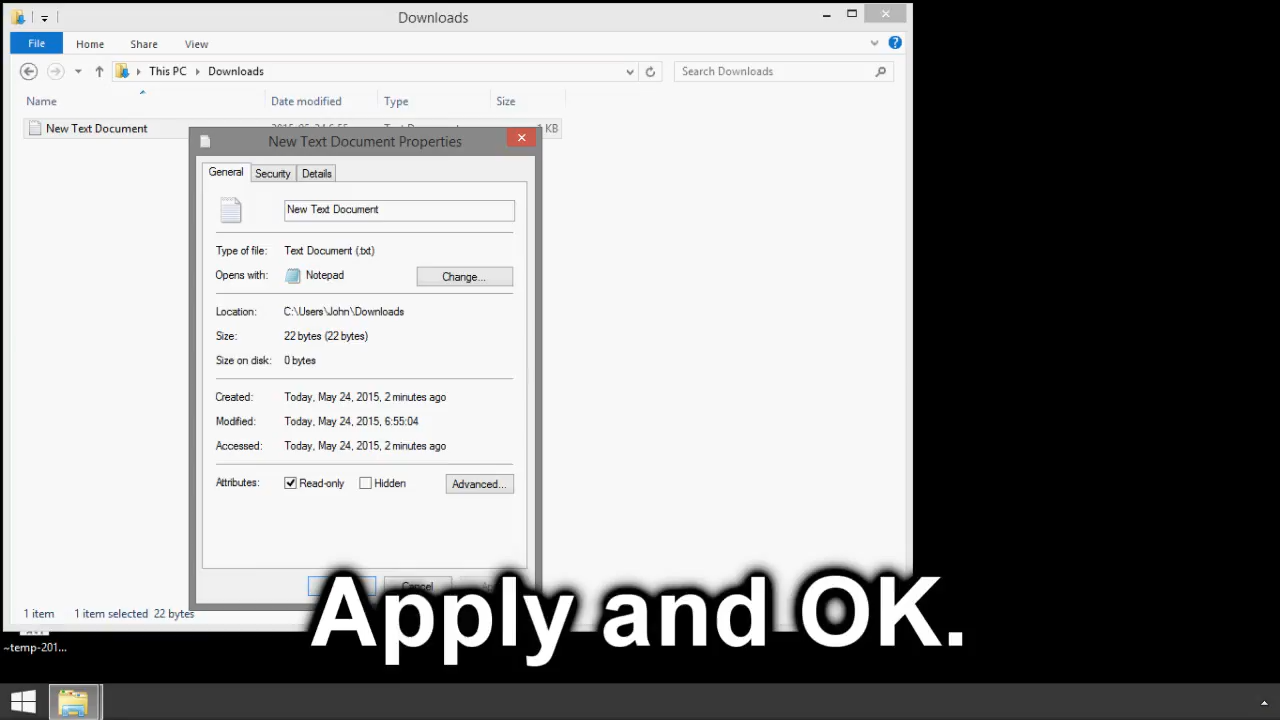 Downloads
File Home Share View
This PC Downloads
Search Downloads
Name Date modified Type Size
New Text Document KB
New Text Document Properties
General Security Details
New Text Document
Type of file: Text Document (.txt)
Opens with: Notepad Change...
Location: C:\Users\John\Downloads
Size: 22 bytes (22 bytes)
Size on disk: 0 bytes
Created: Today, May 24, 2015, 2 minutes ago
Modified: Today, May 24, 2015, 6:55:04
Accessed: Today, May 24, 2015, 2 minutes ago
Attributes: Read-only Hidden Advanced...
Cancel
Apply and OK.
1 item 1 item selected 22 bytes
~temp-201...